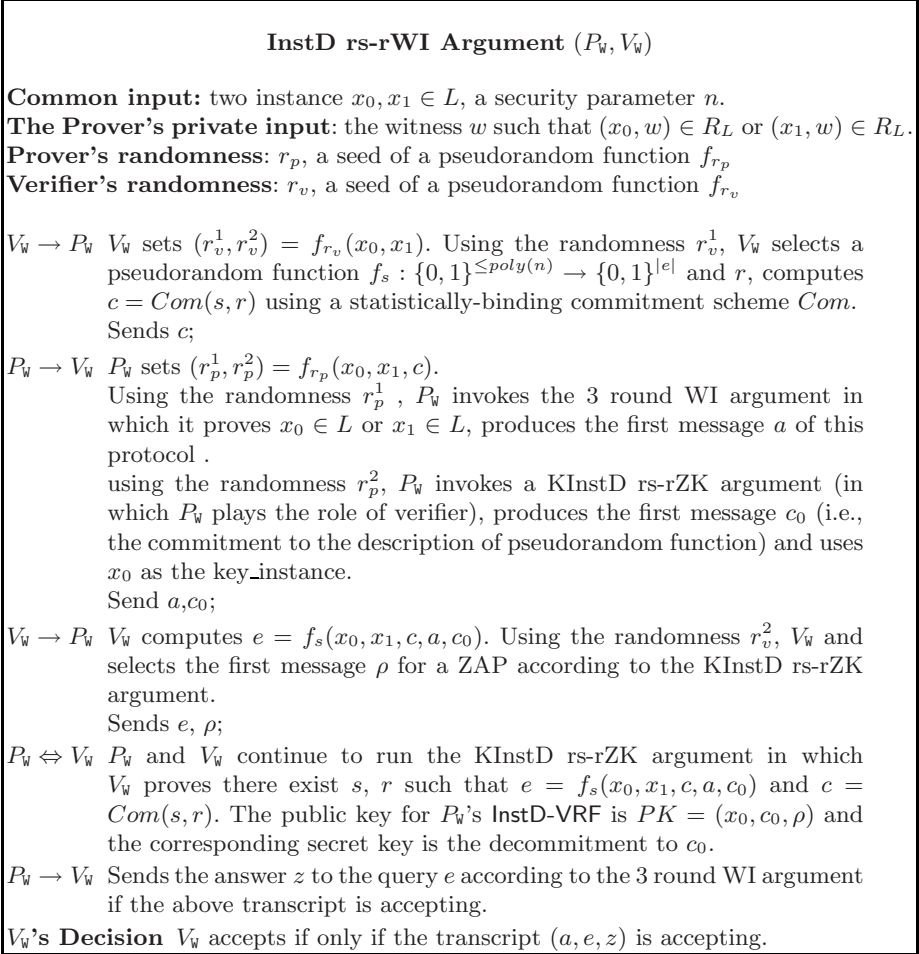 InstD rs-rWI Argument (P_W, V_W)
Common input: two instance x_0, x_1 ∈ L, a security parameter n.
The Prover's private input: the witness w such that (x_0, w) ∈ R_L or (x_1, w) ∈ R_L.
Prover's randomness: r_p, a seed of a pseudorandom function f_{r_p}
Verifier's randomness: r_v, a seed of a pseudorandom function f_{r_v}
V_W → P_W V_W sets (r_v^1, r_v^2) = f_{r_v}(x_0, x_1). Using the randomness r_v^1, V_W selects a
pseudorandom function f_s : {0, 1}^{≤poly(n)} → {0, 1}^{|e|} and r, computes
c = Com(s, r) using a statistically-binding commitment scheme Com.
Sends c;
P_W → V_W P_W sets (r_p^1, r_p^2) = f_{r_p}(x_0, x_1, c).
Using the randomness r_p^1 , P_W invokes the 3 round WI argument in
which it proves x_0 ∈ L or x_1 ∈ L, produces the first message a of this
protocol .
using the randomness r_p^2, P_W invokes a KInstD rs-rZK argument (in
which P_W plays the role of verifier), produces the first message c_0 (i.e.,
the commitment to the description of pseudorandom function) and uses
x_0 as the key_instance.
Send a,c_0;
V_W → P_W V_W computes e = f_s(x_0, x_1, c, a, c_0). Using the randomness r_v^2, V_W and
selects the first message ρ for a ZAP according to the KInstD rs-rZK
argument.
Sends e, ρ;
P_W ⇔ V_W P_W and V_W continue to run the KInstD rs-rZK argument in which
V_W proves there exist s, r such that e = f_s(x_0, x_1, c, a, c_0) and c =
Com(s, r). The public key for P_W's InstD-VRF is PK = (x_0, c_0, ρ) and
the corresponding secret key is the decommitment to c_0.
P_W → V_W Sends the answer z to the query e according to the 3 round WI argument
if the above transcript is accepting.
V_W's Decision V_W accepts if only if the transcript (a, e, z) is accepting.